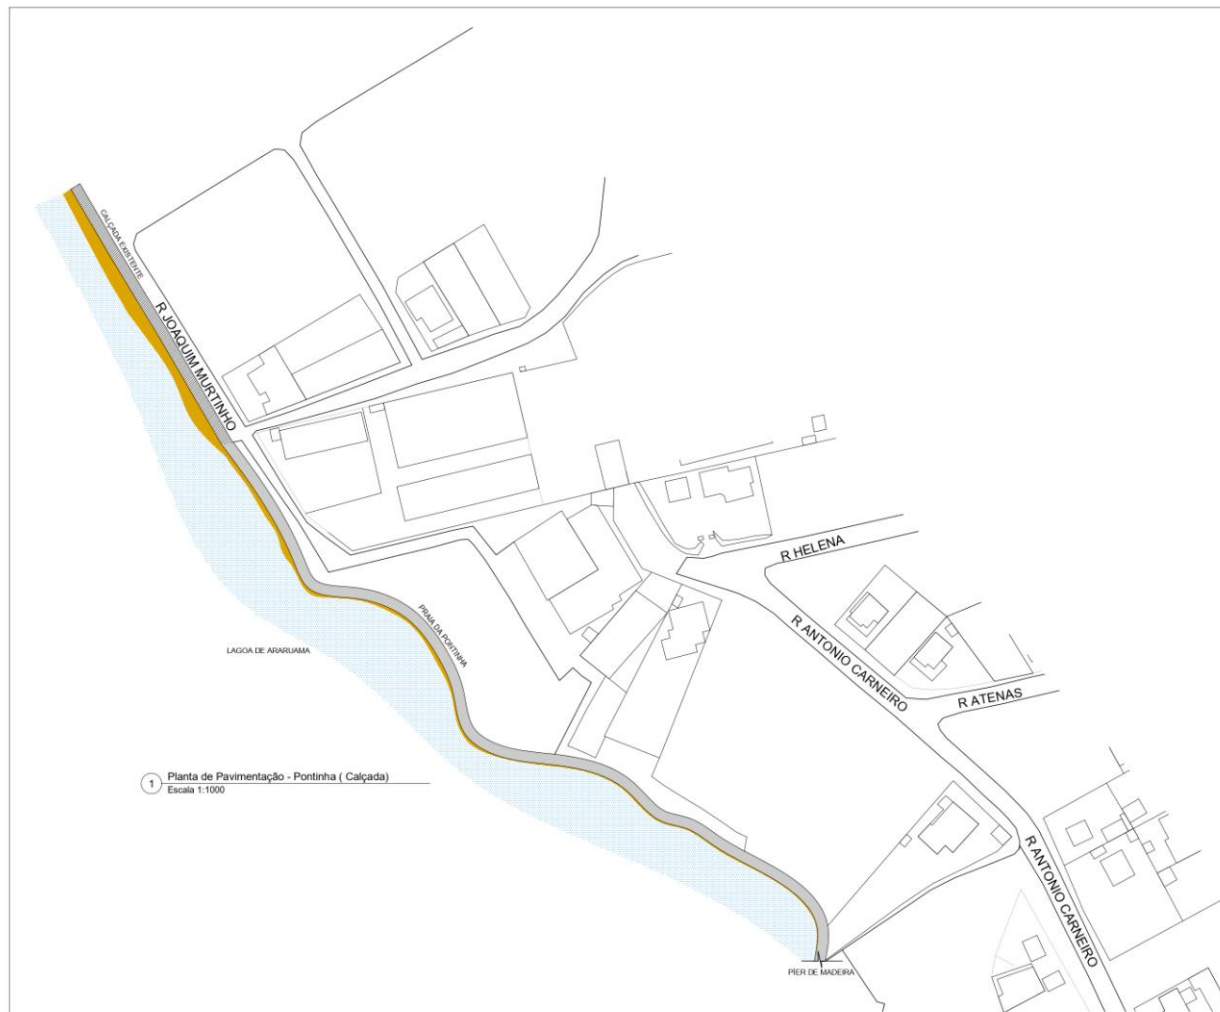 CALÇADA EXISTENTE
R JOAQUIM MURTINHO
R HELENA
PRAIA DA PONTINHA
R ANTONIO CARNEIRO
LAGOA DE ARARUAMA
R ATENAS
1
Planta de Pavimentação - Pontinha ( Calçada)
Escala 1:1000
R ANTONIO CARNEIRO
PÍER DE MADEIRA